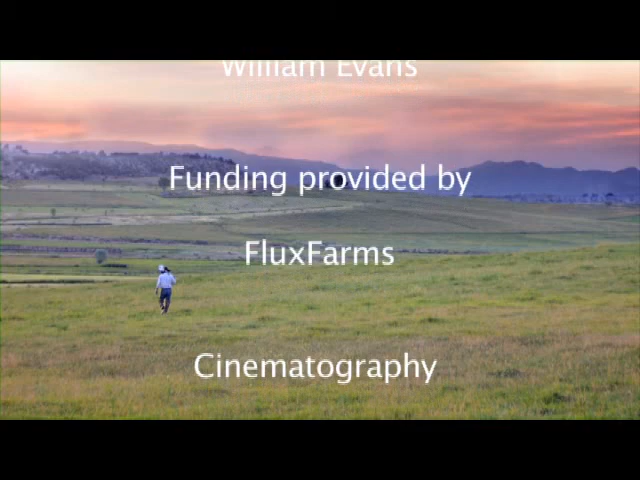 William Evans
Funding provided by
FluxFarms
Cinematography